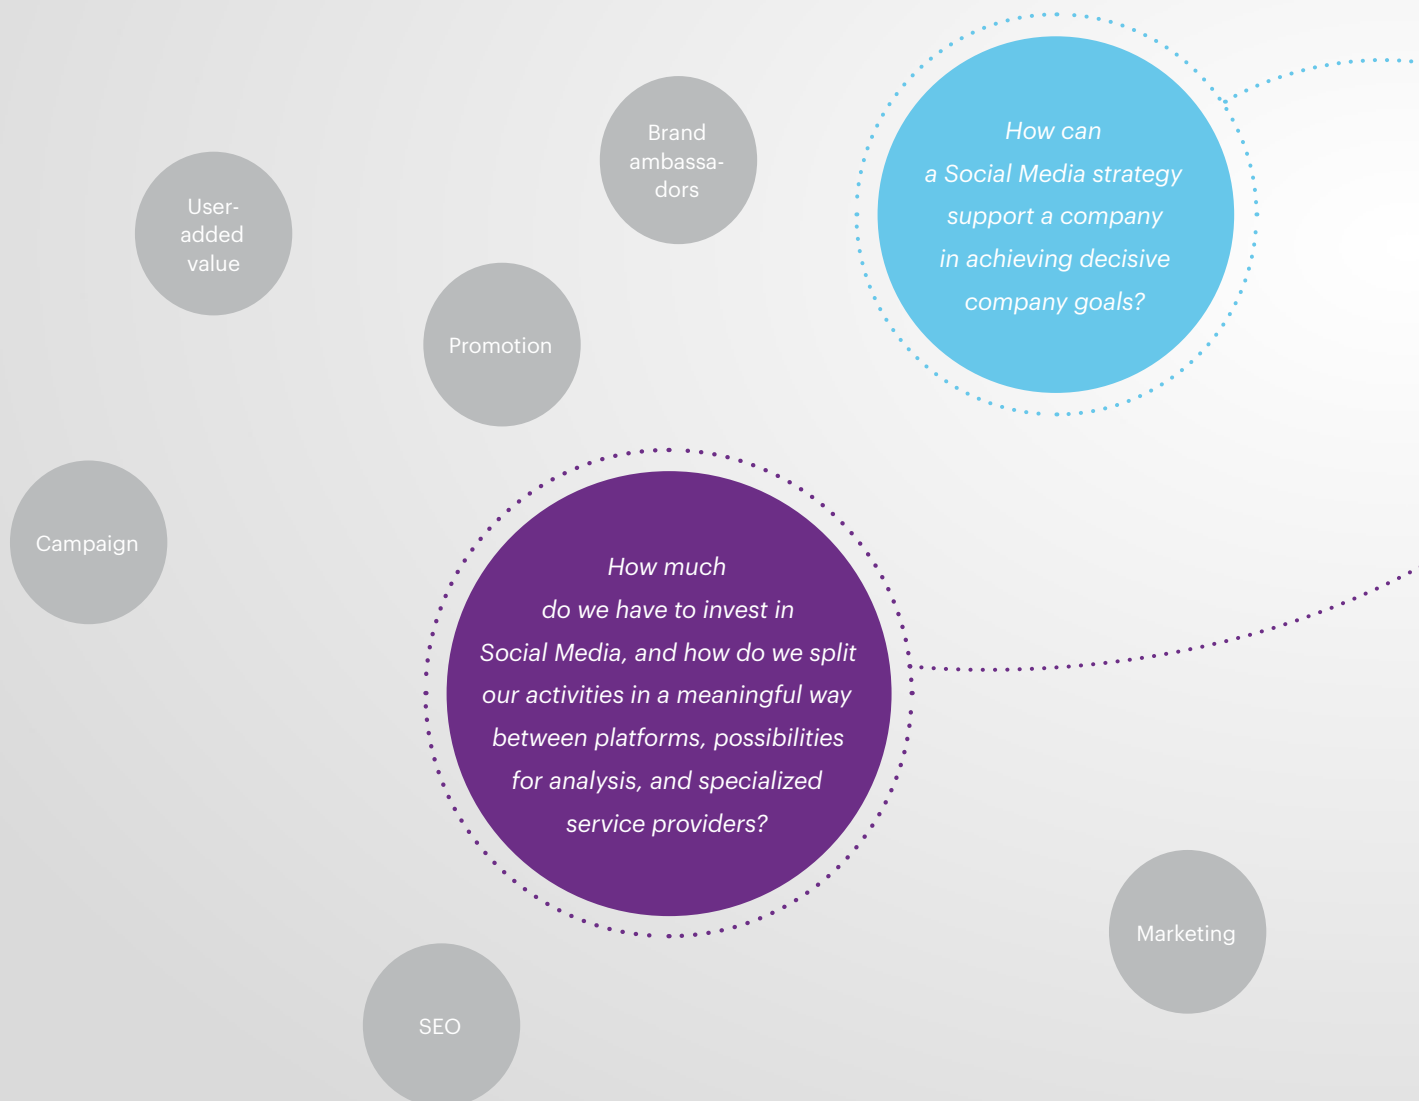 Brand
ambassa-
dors
User-
added
value
Promotion
How can
a Social Media strategy
support a company
in achieving decisive
company goals?
Campaign
How much
do we have to invest in
Social Media, and how do we split
our activities in a meaningful way
between platforms, possibilities
for analysis, and specialized
service providers?
Marketing
SEO